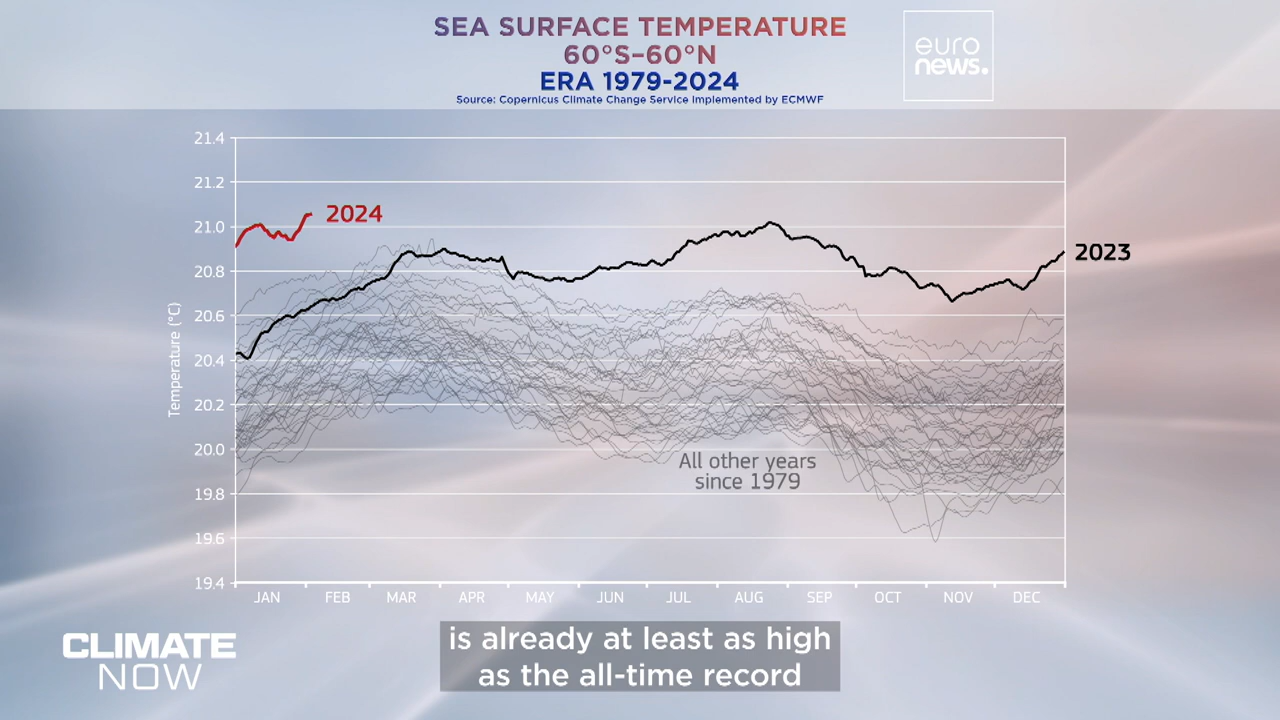 SEA SURFACE TEMPERATURE
60°S-60°N
ERA 1979-2024
Source: Copernicus Climate Change Service implemented by ECMWF
euro
news.
21.4
21.2
21.0
20.8
20.6
20.4
20.2
20.0
19.8
19.6
19.4
Temperature (°C)
2024
2023
All other years
since 1979
JAN FEB MAR APR MAY JUN JUL AUG SEP OCT NOV DEC
CLIMATE
NOW
is already at least as high
as the all-time record